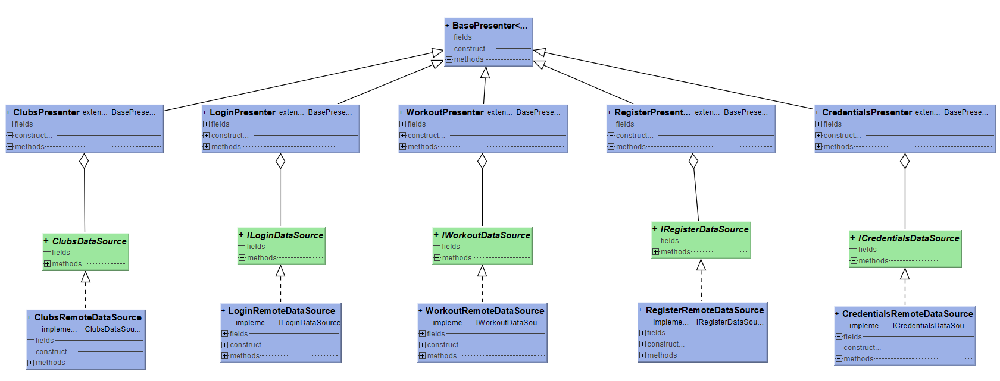 + BasePresenter<...
fields
construct...
methods
+ ClubsPresenter exten... BasePrese...
fields
construct...
methods
+ LoginPresenter exten... BasePrese...
fields
construct...
methods
+ WorkoutPresenter exten... BasePrese...
fields
construct...
methods
+ RegisterPresent... exten... BasePrese...
fields
construct...
methods
+ CredentialsPresenter exten... BasePrese...
fields
construct...
methods
+ ClubsDataSource
fields
methods
+ ILoginDataSource
fields
methods
+ IWorkoutDataSource
fields
methods
+ IRegisterDataSource
fields
methods
+ ICredentialsDataSource
fields
methods
+ ClubsRemoteDataSource
impleme... ClubsDataSou...
fields
construct...
methods
+ LoginRemoteDataSource
impleme... ILoginDataSource
fields
construct...
methods
+ WorkoutRemoteDataSource
impleme... IWorkoutDataSou...
fields
construct...
methods
+ RegisterRemoteDataSource
impleme... IRegisterDataSou...
fields
construct...
methods
+ CredentialsRemoteDataSource
impleme... ICredentialsDataSou...
fields
construct...
methods